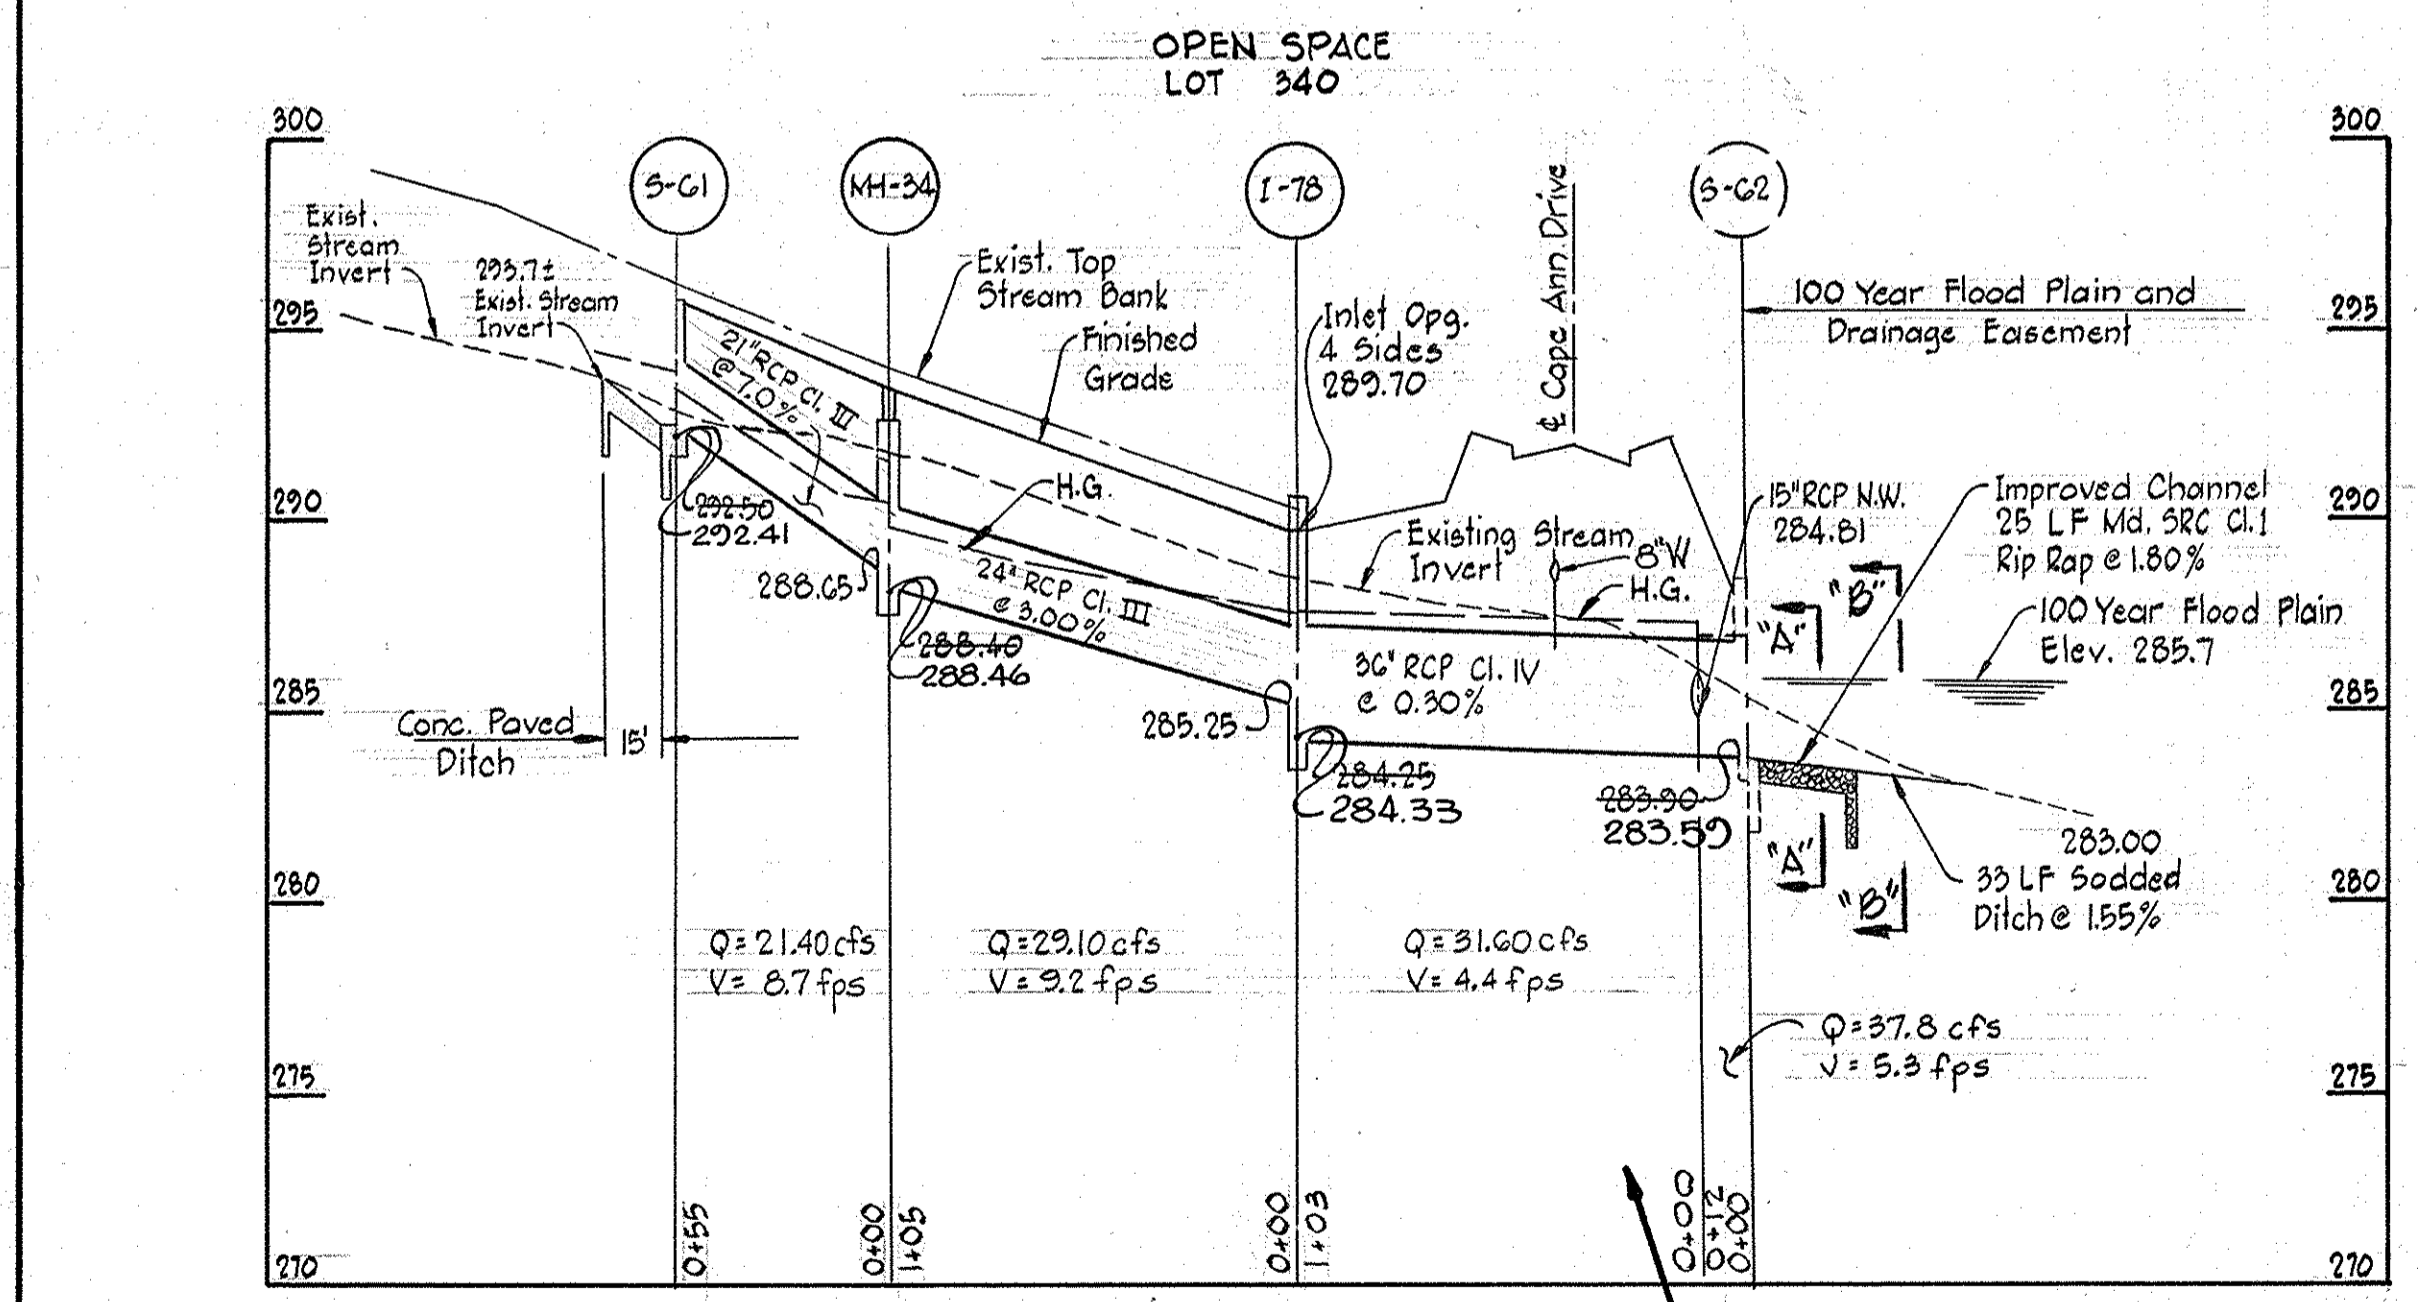 OPEN SPACE
LOT 340
300
300
S-61
MH-34
I-78
S-62
Exist.
Stream
Invert
293.7±
Exist. Stream
Invert
295
21" RCP Cl. III
@ 7.0%
Exist. Top
Stream Bank
Finished
Grade
Inlet Opg.
4 Sides
289.70
℄ Cape Ann Drive
100 Year Flood Plain and
Drainage Easement
295
290
292.50
292.41
288.65
H.G.
24" RCP Cl. III
@ 3.00%
288.40
288.46
Existing Stream
Invert
8"W
H.G.
15" RCP N.W.
284.81
Improved Channel
25 LF Md. SRC Cl.1
Rip Rap @ 1.80%
290
"B"
"A"
100 Year Flood Plain
Elev. 285.7
285
Conc. Paved
Ditch
15'
285.25
36" RCP Cl. IV
@ 0.30%
284.25
284.33
283.90
283.59
285
283.00
33 LF Sodded
Ditch @ 1.55%
"A"
"B"
280
280
Q = 21.40 cfs
V = 8.7 fps
Q = 29.10 cfs
V = 9.2 fps
Q = 31.60 cfs
V = 4.4 fps
Q = 37.8 cfs
V = 5.3 fps
275
275
0+55
0+00
1+05
0+00
1+03
0+00
0+12
0+00
270
270